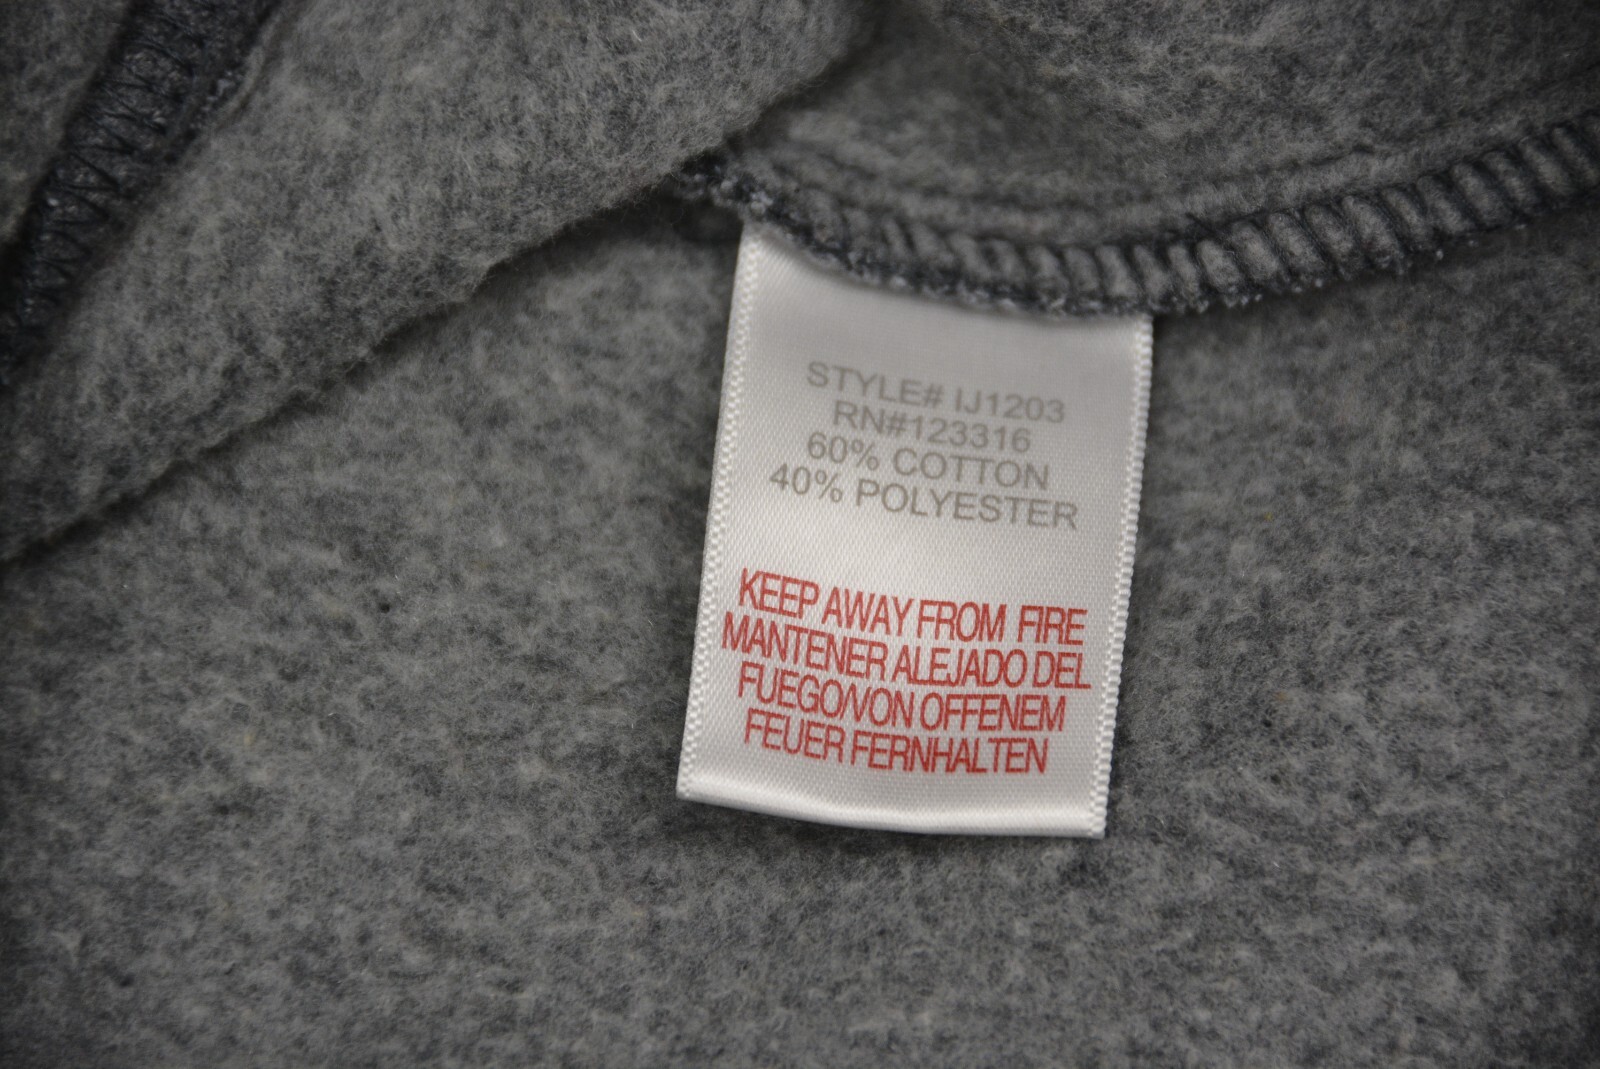 STYLE# IJ1203
RN#123316
60% COTTON
40% POLYESTER
KEEP AWAY FROM FIRE
MANTENER ALEJADO DEL
FUEGO/VON OFFENEM
FEUER FERNHALTEN